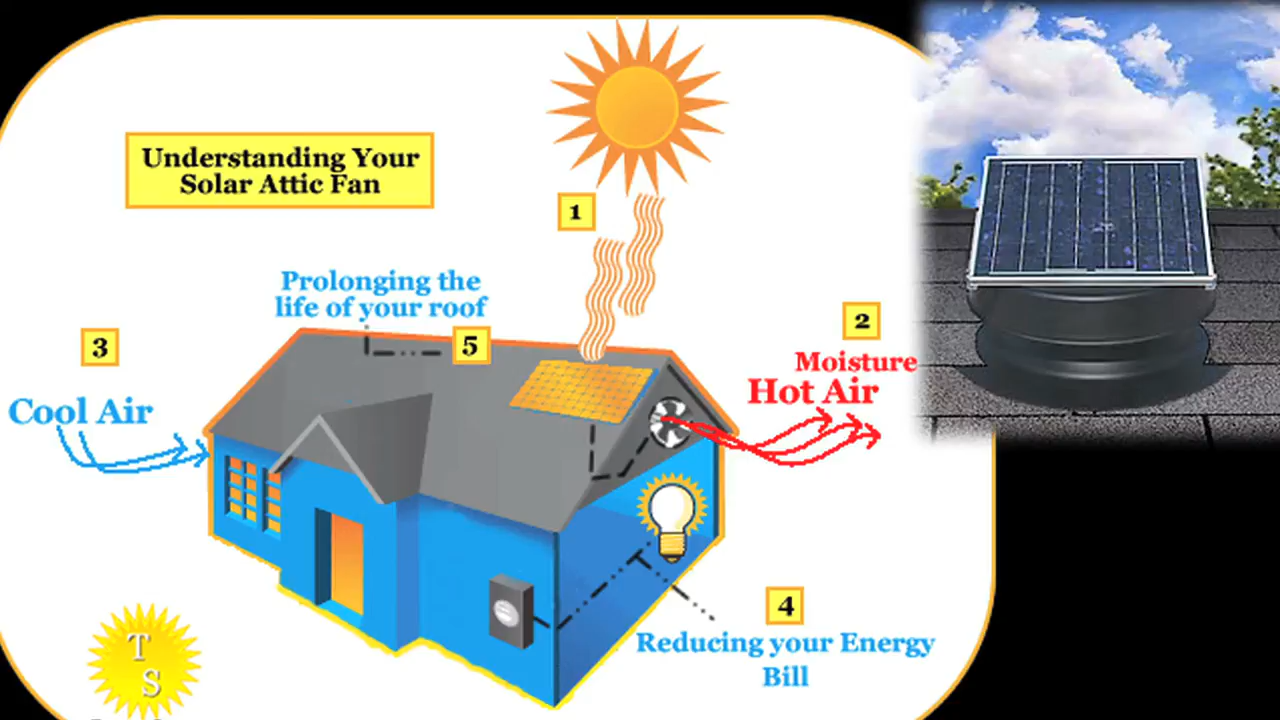 Understanding Your
Solar Attic Fan
1
Prolonging the
life of your roof
5
2
Moisture
Hot Air
3
Cool Air
4
Reducing your Energy
Bill
T
S